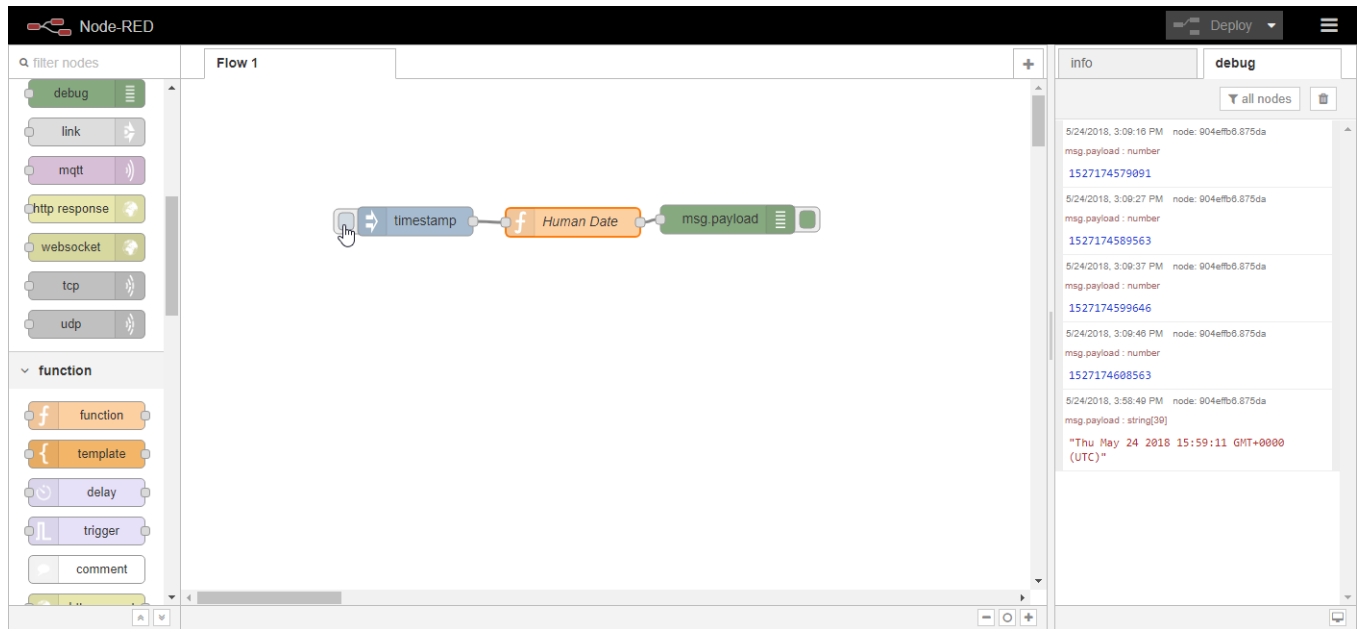 Node-RED
Deploy
filter nodes
Flow 1
info
debug
all nodes
debug
link
mqtt
http response
websocket
tcp
udp
function
function
template
delay
trigger
comment
timestamp
Human Date
msg.payload
5/24/2018, 3:09:16 PM node: 904effb6.875da
msg.payload : number
1527174579091
5/24/2018, 3:09:27 PM node: 904effb6.875da
msg.payload : number
1527174589563
5/24/2018, 3:09:37 PM node: 904effb6.875da
msg.payload : number
1527174599646
5/24/2018, 3:09:46 PM node: 904effb6.875da
msg.payload : number
1527174608563
5/24/2018, 3:58:49 PM node: 904effb6.875da
msg.payload : string[39]
"Thu May 24 2018 15:59:11 GMT+0000
(UTC)"